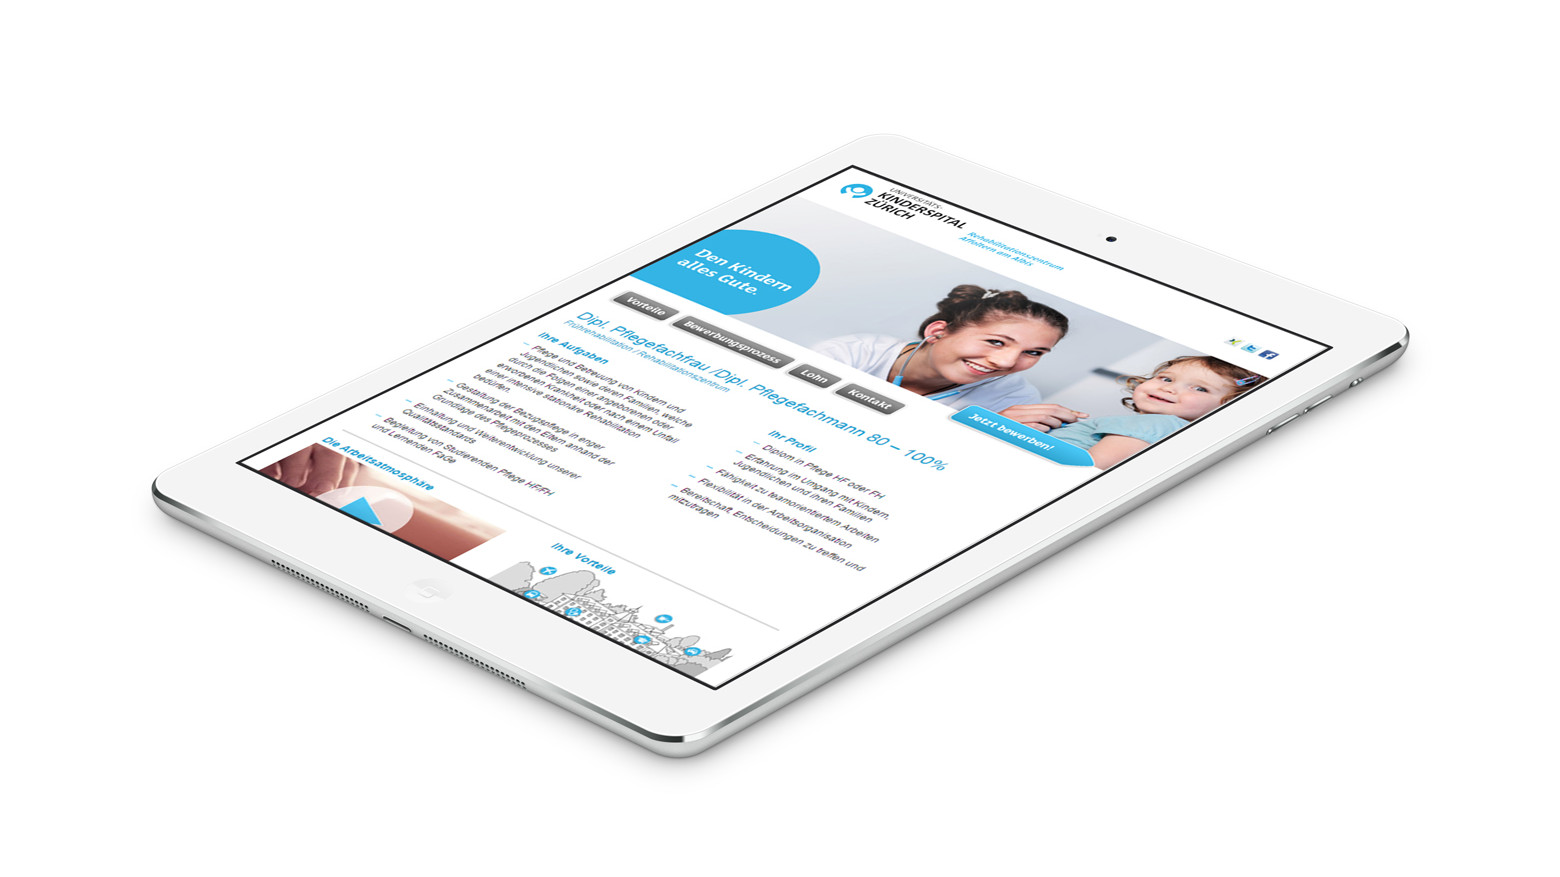 UNIVERSITÄTS-
KINDERSPITAL
ZÜRICH
Rehabilitationszentrum
Affoltern am Albis
Den Kindern
alles Gute.
Vorteile
Bewerbungsprozess
Lohn
Kontakt
Jetzt bewerben!
Dipl. Pflegefachfrau /Dipl. Pflegefachmann 80 – 100%
Frührehabilitation / Rehabilitationszentrum
Ihre Aufgaben
– Pflege und Betreuung von Kindern und
Jugendlichen sowie deren Familien, welche
durch die Folgen einer angeborenen oder
erworbenen Krankheit oder nach einem Unfall
einer intensive stationäre Rehabilitation
bedürfen
– Gestaltung der Bezugspflege in enger
Zusammenarbeit mit den Eltern anhand der
Grundlage des Pflegeprozesses
– Einhaltung und Weiterentwicklung unserer
Qualitätsstandards
– Begleitung von Studierenden Pflege HF/FH
und Lernenden FaGe
Ihr Profil
– Diplom in Pflege HF oder FH
– Erfahrung im Umgang mit Kindern,
Jugendlichen und ihren Familien
– Fähigkeit zu teamorientiertem Arbeiten
– Flexibilität in der Arbeitsorganisation
– Bereitschaft, Entscheidungen zu treffen und
mitzutragen
Die Arbeitsatmosphäre
Ihre Vorteile